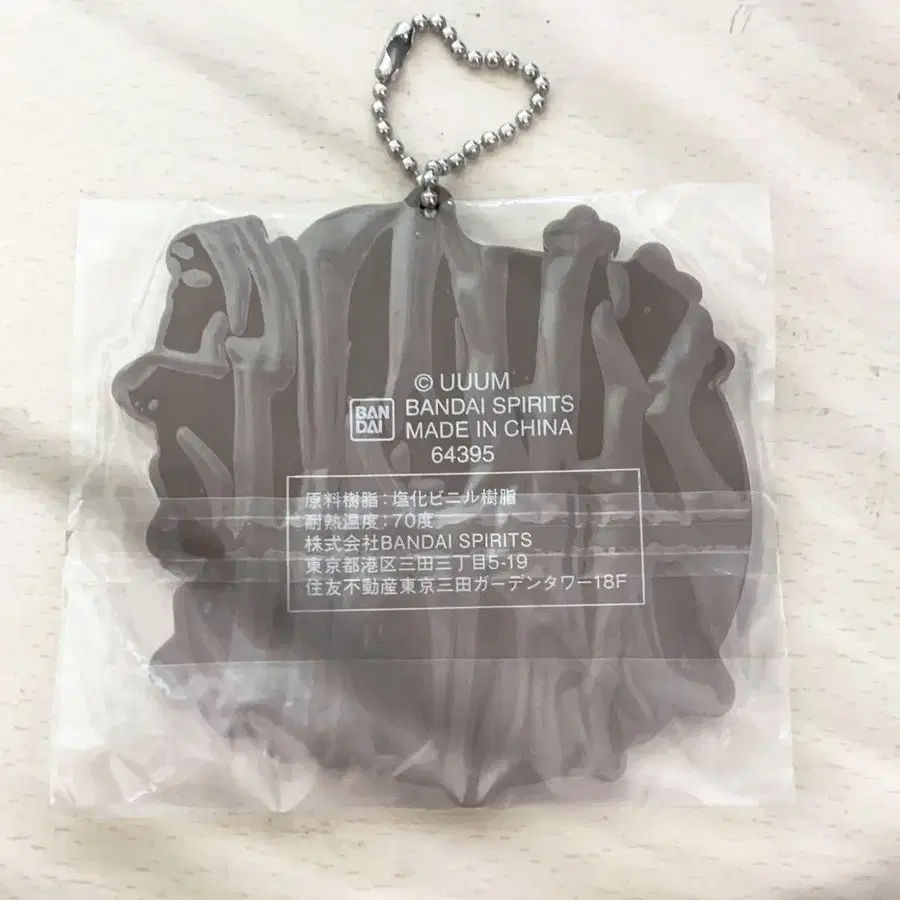 © UUUM
BAN
DAI
BANDAI SPIRITS
MADE IN CHINA
64395
原料樹脂:塩化ビニル樹脂
耐熱温度:70度
株式会社BANDAI SPIRITS
東京都港区三田三丁目5-19
住友不動産東京三田ガーデンタワー18F